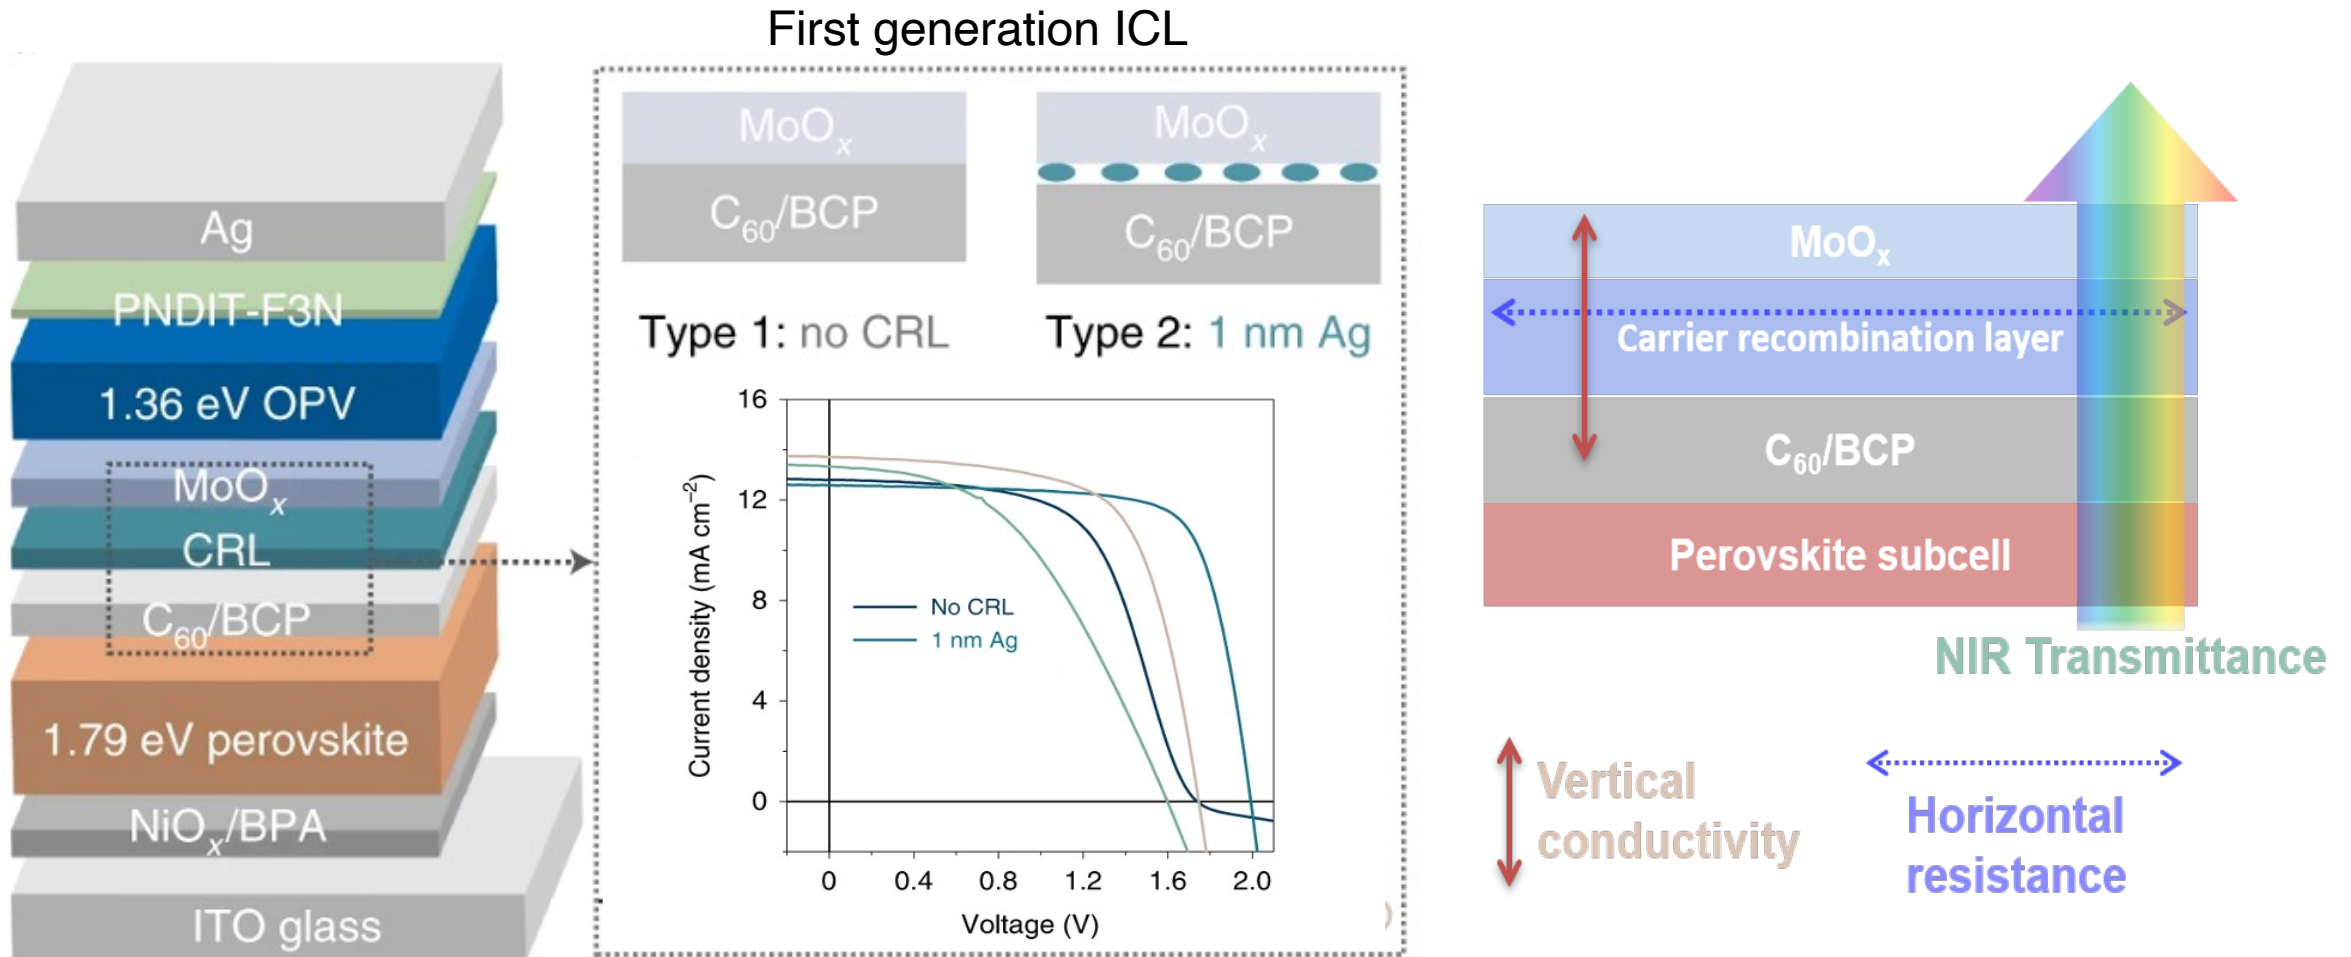 First generation ICL
Ag
PNDIT-F3N
1.36 eV OPV
MoOₓ
CRL
C₆₀/BCP
1.79 eV perovskite
NiOₓ/BPA
ITO glass
MoOₓ
C₆₀/BCP
Type 1: no CRL
MoOₓ
C₆₀/BCP
Type 2: 1 nm Ag
16
12
8
4
0
Current density (mA cm⁻²)
No CRL
1 nm Ag
0 0.4 0.8 1.2 1.6 2.0
Voltage (V)
MoOₓ
Carrier recombination layer
C₆₀/BCP
Perovskite subcell
NIR Transmittance
Vertical
conductivity
Horizontal
resistance